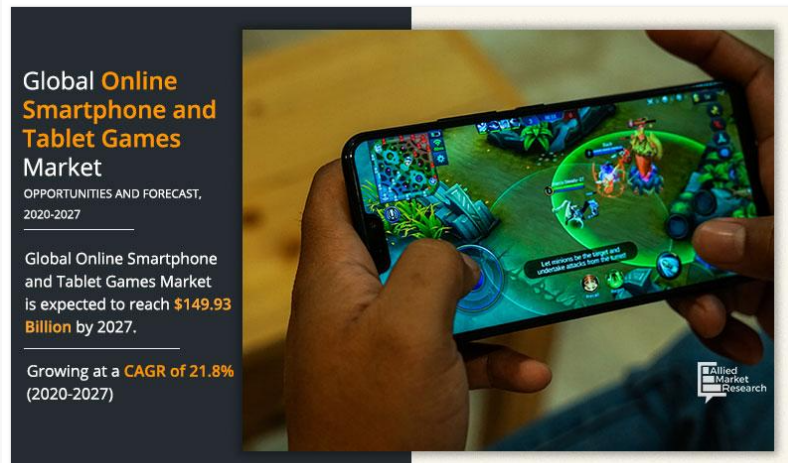 Global Online
Smartphone and
Tablet Games
Market
OPPORTUNITIES AND FORECAST,
2020-2027
Global Online Smartphone
and Tablet Games Market
is expected to reach $149.93
Billion by 2027.
Growing at a CAGR of 21.8%
(2020-2027)
Let minions be the target and
undertake attacks from the turret!
Recall
Allied
Market
Research